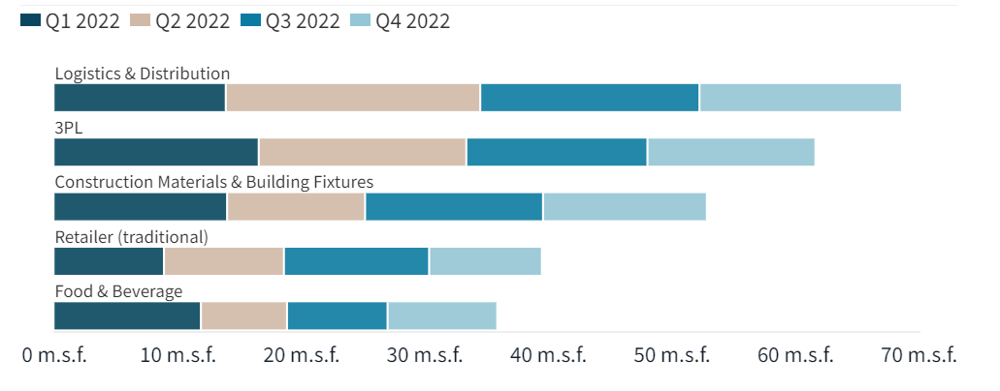 Q1 2022 Q2 2022 Q3 2022 Q4 2022
Logistics & Distribution
3PL
Construction Materials & Building Fixtures
Retailer (traditional)
Food & Beverage
0 m.s.f. 10 m.s.f. 20 m.s.f. 30 m.s.f. 40 m.s.f. 50 m.s.f. 60 m.s.f. 70 m.s.f.